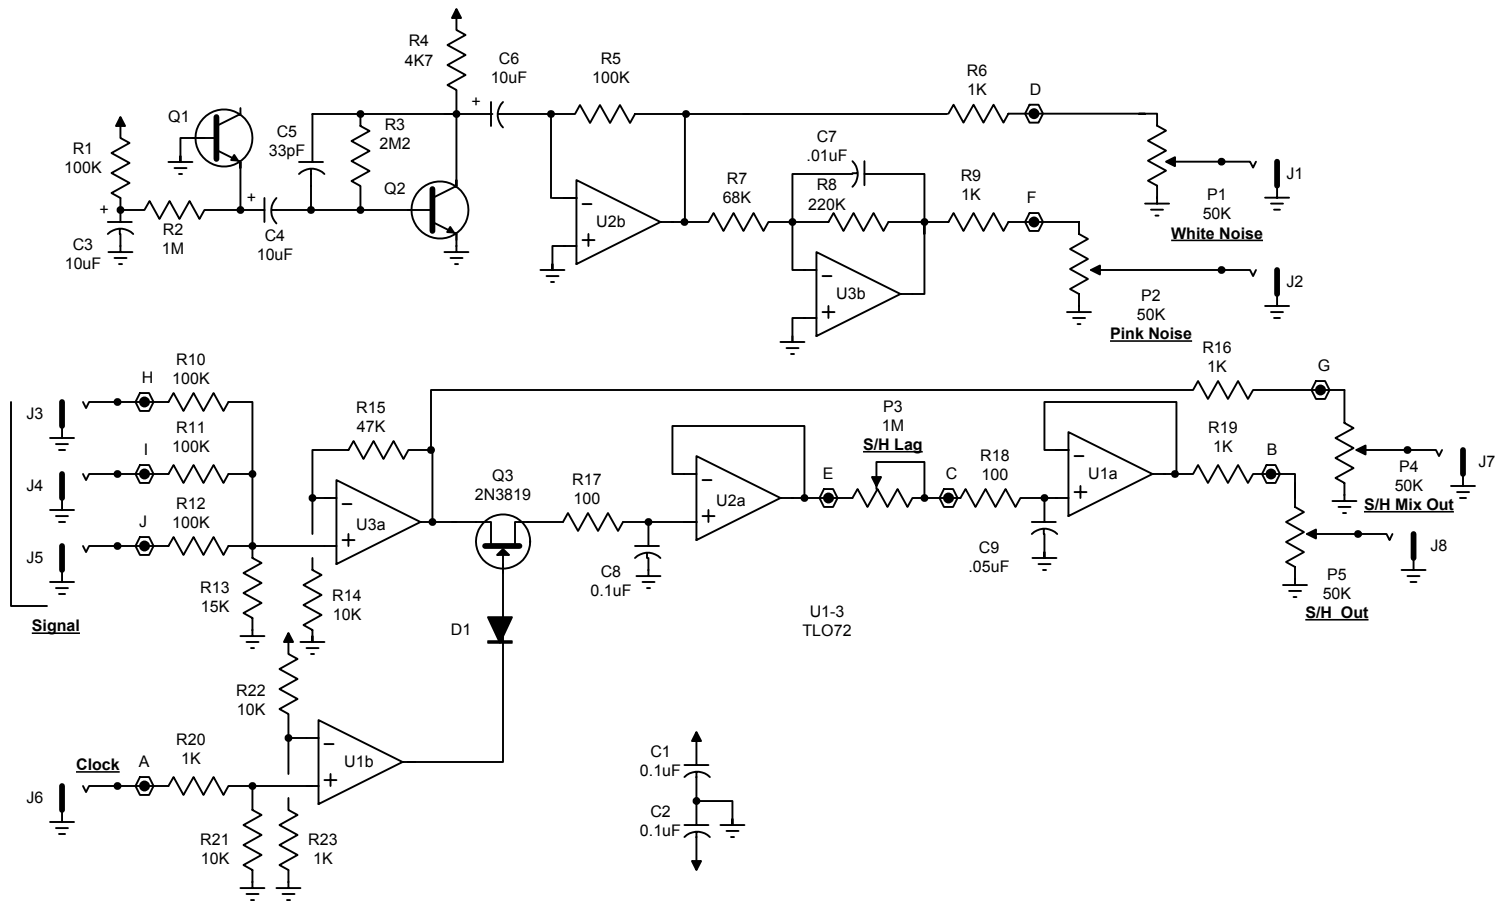 R4
4K7
C6
10uF
R5
100K
R6
1K
D
Q1
R1
100K
C5
33pF
R3
2M2
C7
.01uF
J1
P1
50K
White Noise
+
+
+
Q2
R7
68K
R8
220K
R9
1K
F
R2
1M
C3
10uF
C4
10uF
−
U2b
+
−
U3b
+
J2
P2
50K
Pink Noise
R10
100K
H
J3
R16
1K
G
R15
47K
P3
1M
S/H Lag
R11
100K
I
J4
R19
1K
B
P4
50K
S/H Mix Out
J7
Q3
2N3819
R17
100
E
C
R18
100
−
U1a
+
−
U2a
+
−
U3a
+
R12
100K
J
J5
C8
0.1uF
C9
.05uF
J8
P5
50K
S/H Out
R13
15K
R14
10K
Signal
D1
U1-3
TLO72
R22
10K
Clock
A
R20
1K
J6
−
U1b
+
R21
10K
R23
1K
C1
0.1uF
C2
0.1uF